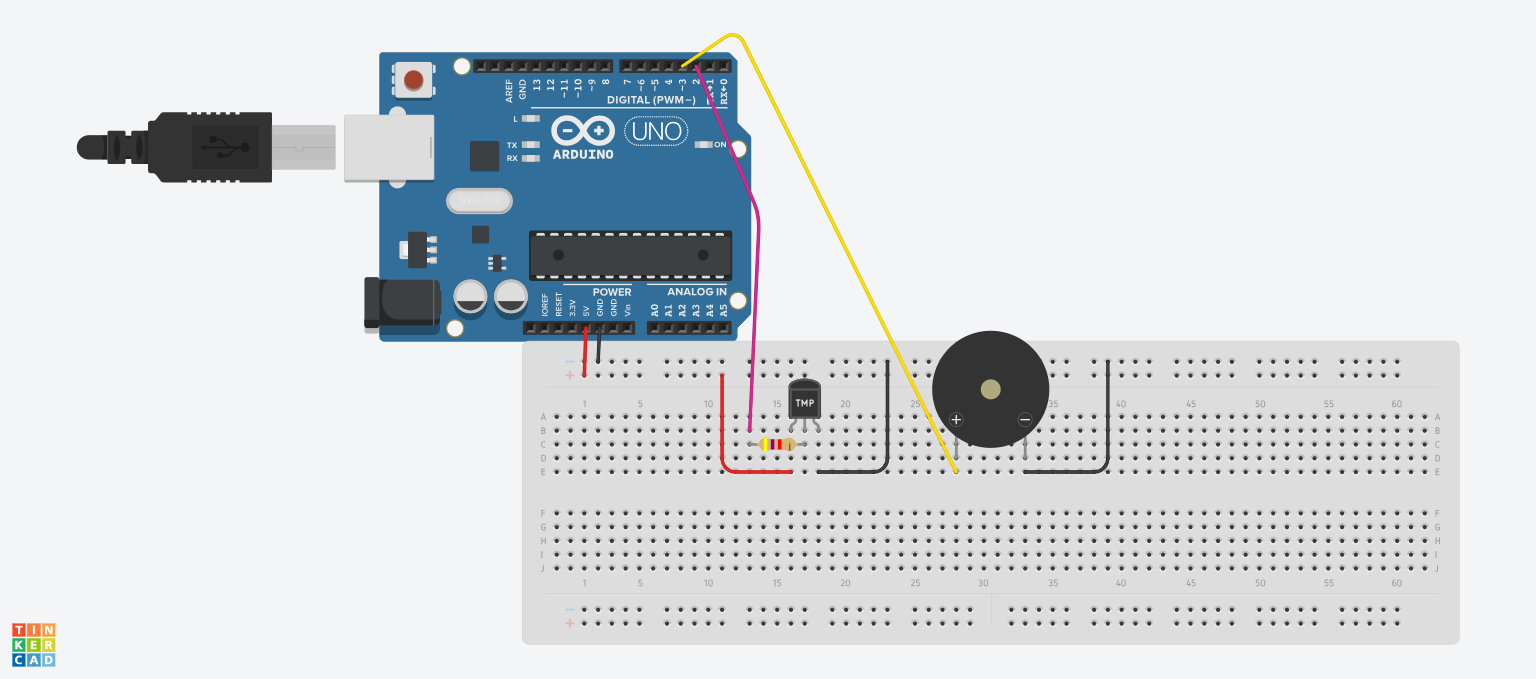 AREF
GND
13
12
~11
~10
~9
8
7
~6
~5
4
~3
2
TX→1
RX←0
DIGITAL (PWM~)
L
TX
RX
UNO
ARDUINO
ON
POWER
ANALOG IN
IOREF
RESET
3.3V
5V
GND
GND
Vin
A0
A1
A2
A3
A4
A5
TMP
+ −
− +
1 5 10 15 20 25 35 40 45 50 55 60
A A
B B
C C
D D
E E
F F
G G
H H
I I
J J
1 5 10 15 20 25 30 35 40 45 50 55 60
− +
TIN
KER
CAD